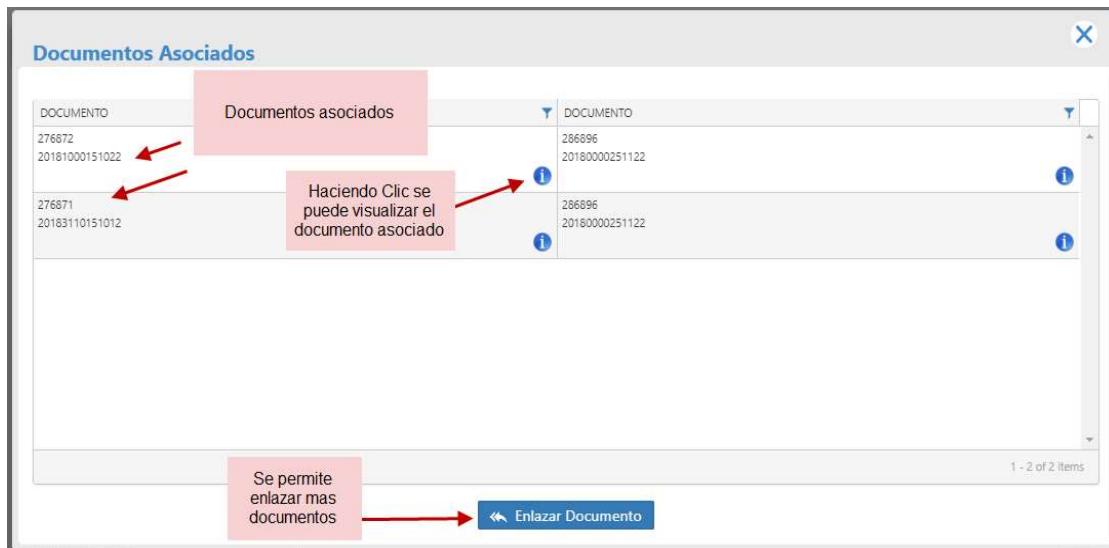 Documentos Asociados
DOCUMENTO
Documentos asociados
DOCUMENTO
276872
20181000151022
286896
20180000251122
Haciendo Clic se
puede visualizar el
documento asociado
276871
20183110151012
286896
20180000251122
1 - 2 of 2 items
Se permite
enlazar mas
documentos
Enlazar Documento